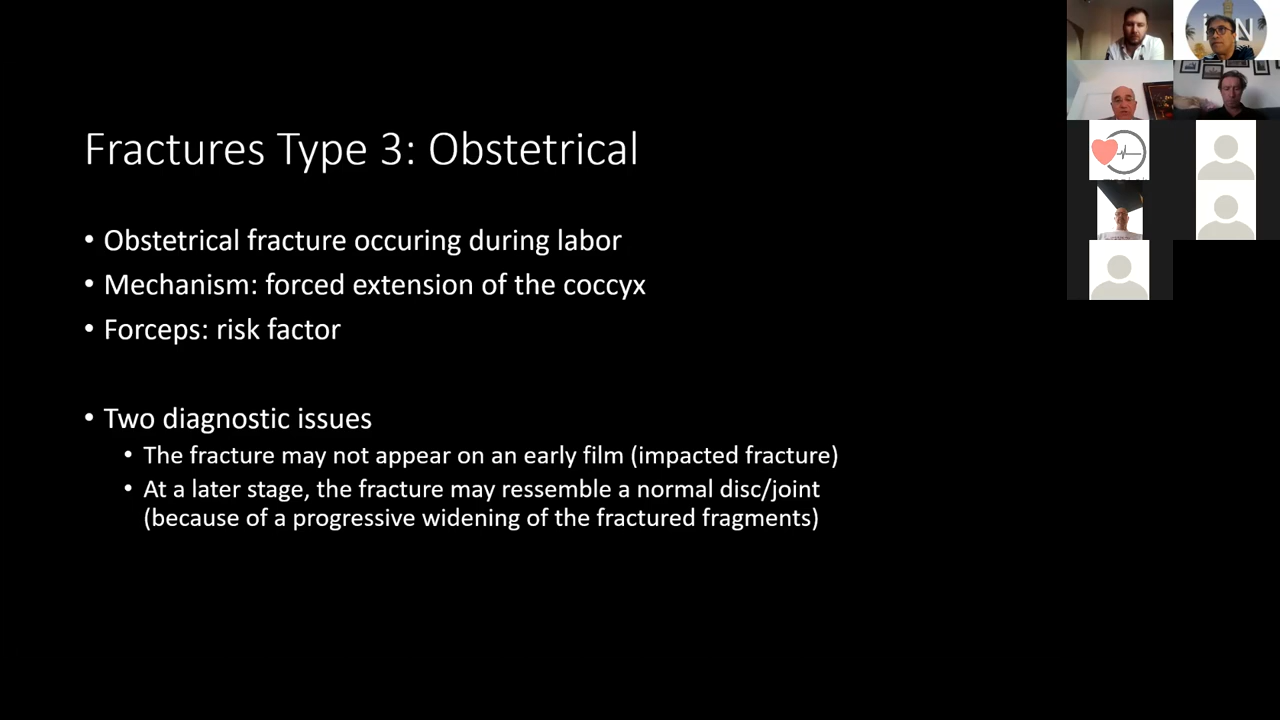 Fractures Type 3: Obstetrical
• Obstetrical fracture occuring during labor
• Mechanism: forced extension of the coccyx
• Forceps: risk factor
• Two diagnostic issues
• The fracture may not appear on an early film (impacted fracture)
• At a later stage, the fracture may ressemble a normal disc/joint
(because of a progressive widening of the fractured fragments)